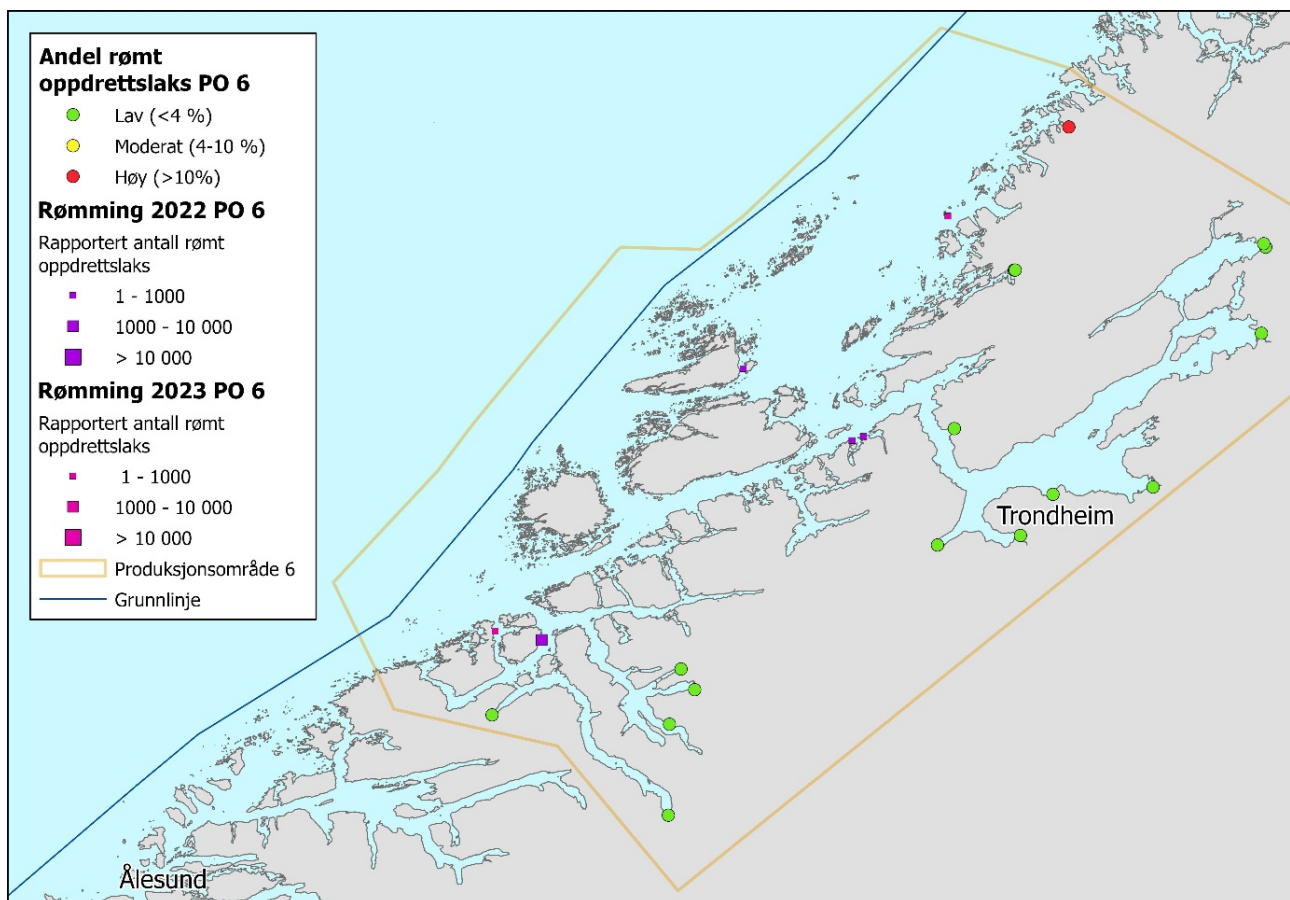 Andel rømt
oppdrettslaks PO 6
Lav (<4 %)
Moderat (4-10 %)
Høy (>10%)
Rømming 2022 PO 6
Rapportert antall rømt
oppdrettslaks
1 - 1000
1000 - 10 000
> 10 000
Rømming 2023 PO 6
Rapportert antall rømt
oppdrettslaks
1 - 1000
1000 - 10 000
> 10 000
Produksjonsområde 6
Grunnlinje
Trondheim
Ålesund